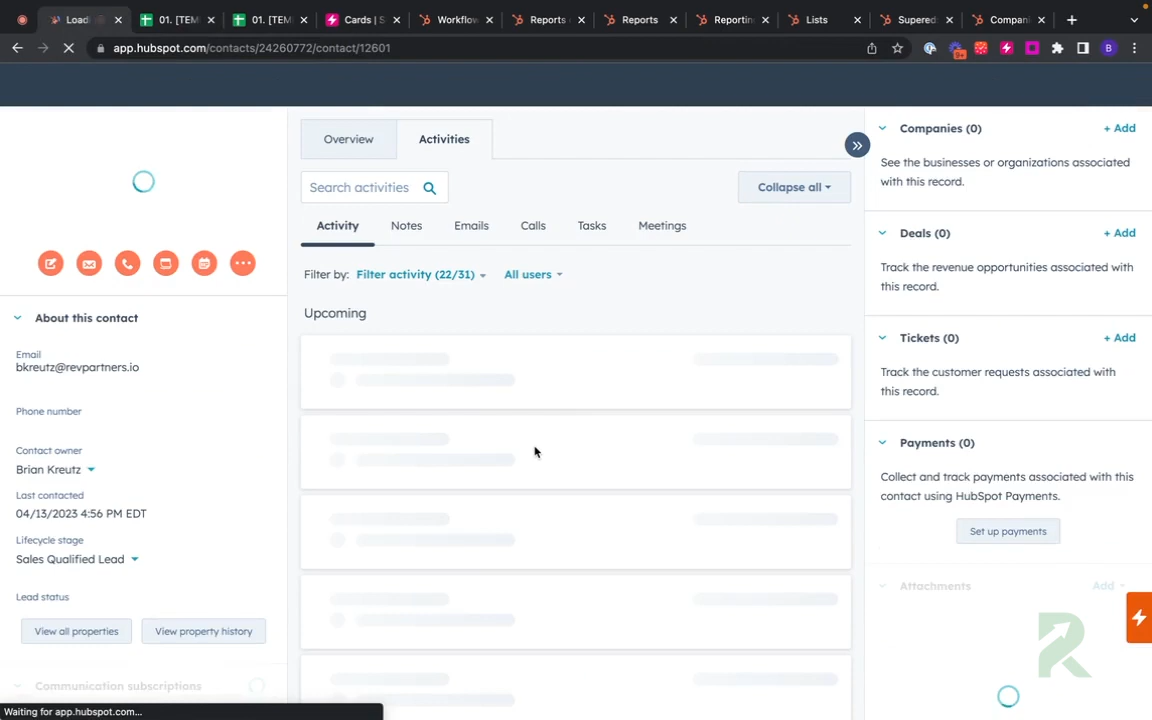 Loadi
01. [TEM
01. [TEM
Cards | S
Workflow
Reports
Reports
Reportin
Lists
Supered
Compani
app.hubspot.com/contacts/24260772/contact/12601
9+
B
Overview
Activities
Search activities
Collapse all
Activity
Notes
Emails
Calls
Tasks
Meetings
Filter by:
Filter activity (22/31)
All users
Upcoming
About this contact
Email
bkreutz@revpartners.io
Phone number
Contact owner
Brian Kreutz
Last contacted
04/13/2023 4:56 PM EDT
Lifecycle stage
Sales Qualified Lead
Lead status
View all properties
View property history
Communication subscriptions
Waiting for app.hubspot.com...
Companies (0)
+ Add
See the businesses or organizations associated
with this record.
Deals (0)
+ Add
Track the revenue opportunities associated with
this record.
Tickets (0)
+ Add
Track the customer requests associated with
this record.
Payments (0)
Collect and track payments associated with this
contact using HubSpot Payments.
Set up payments
Attachments
Add